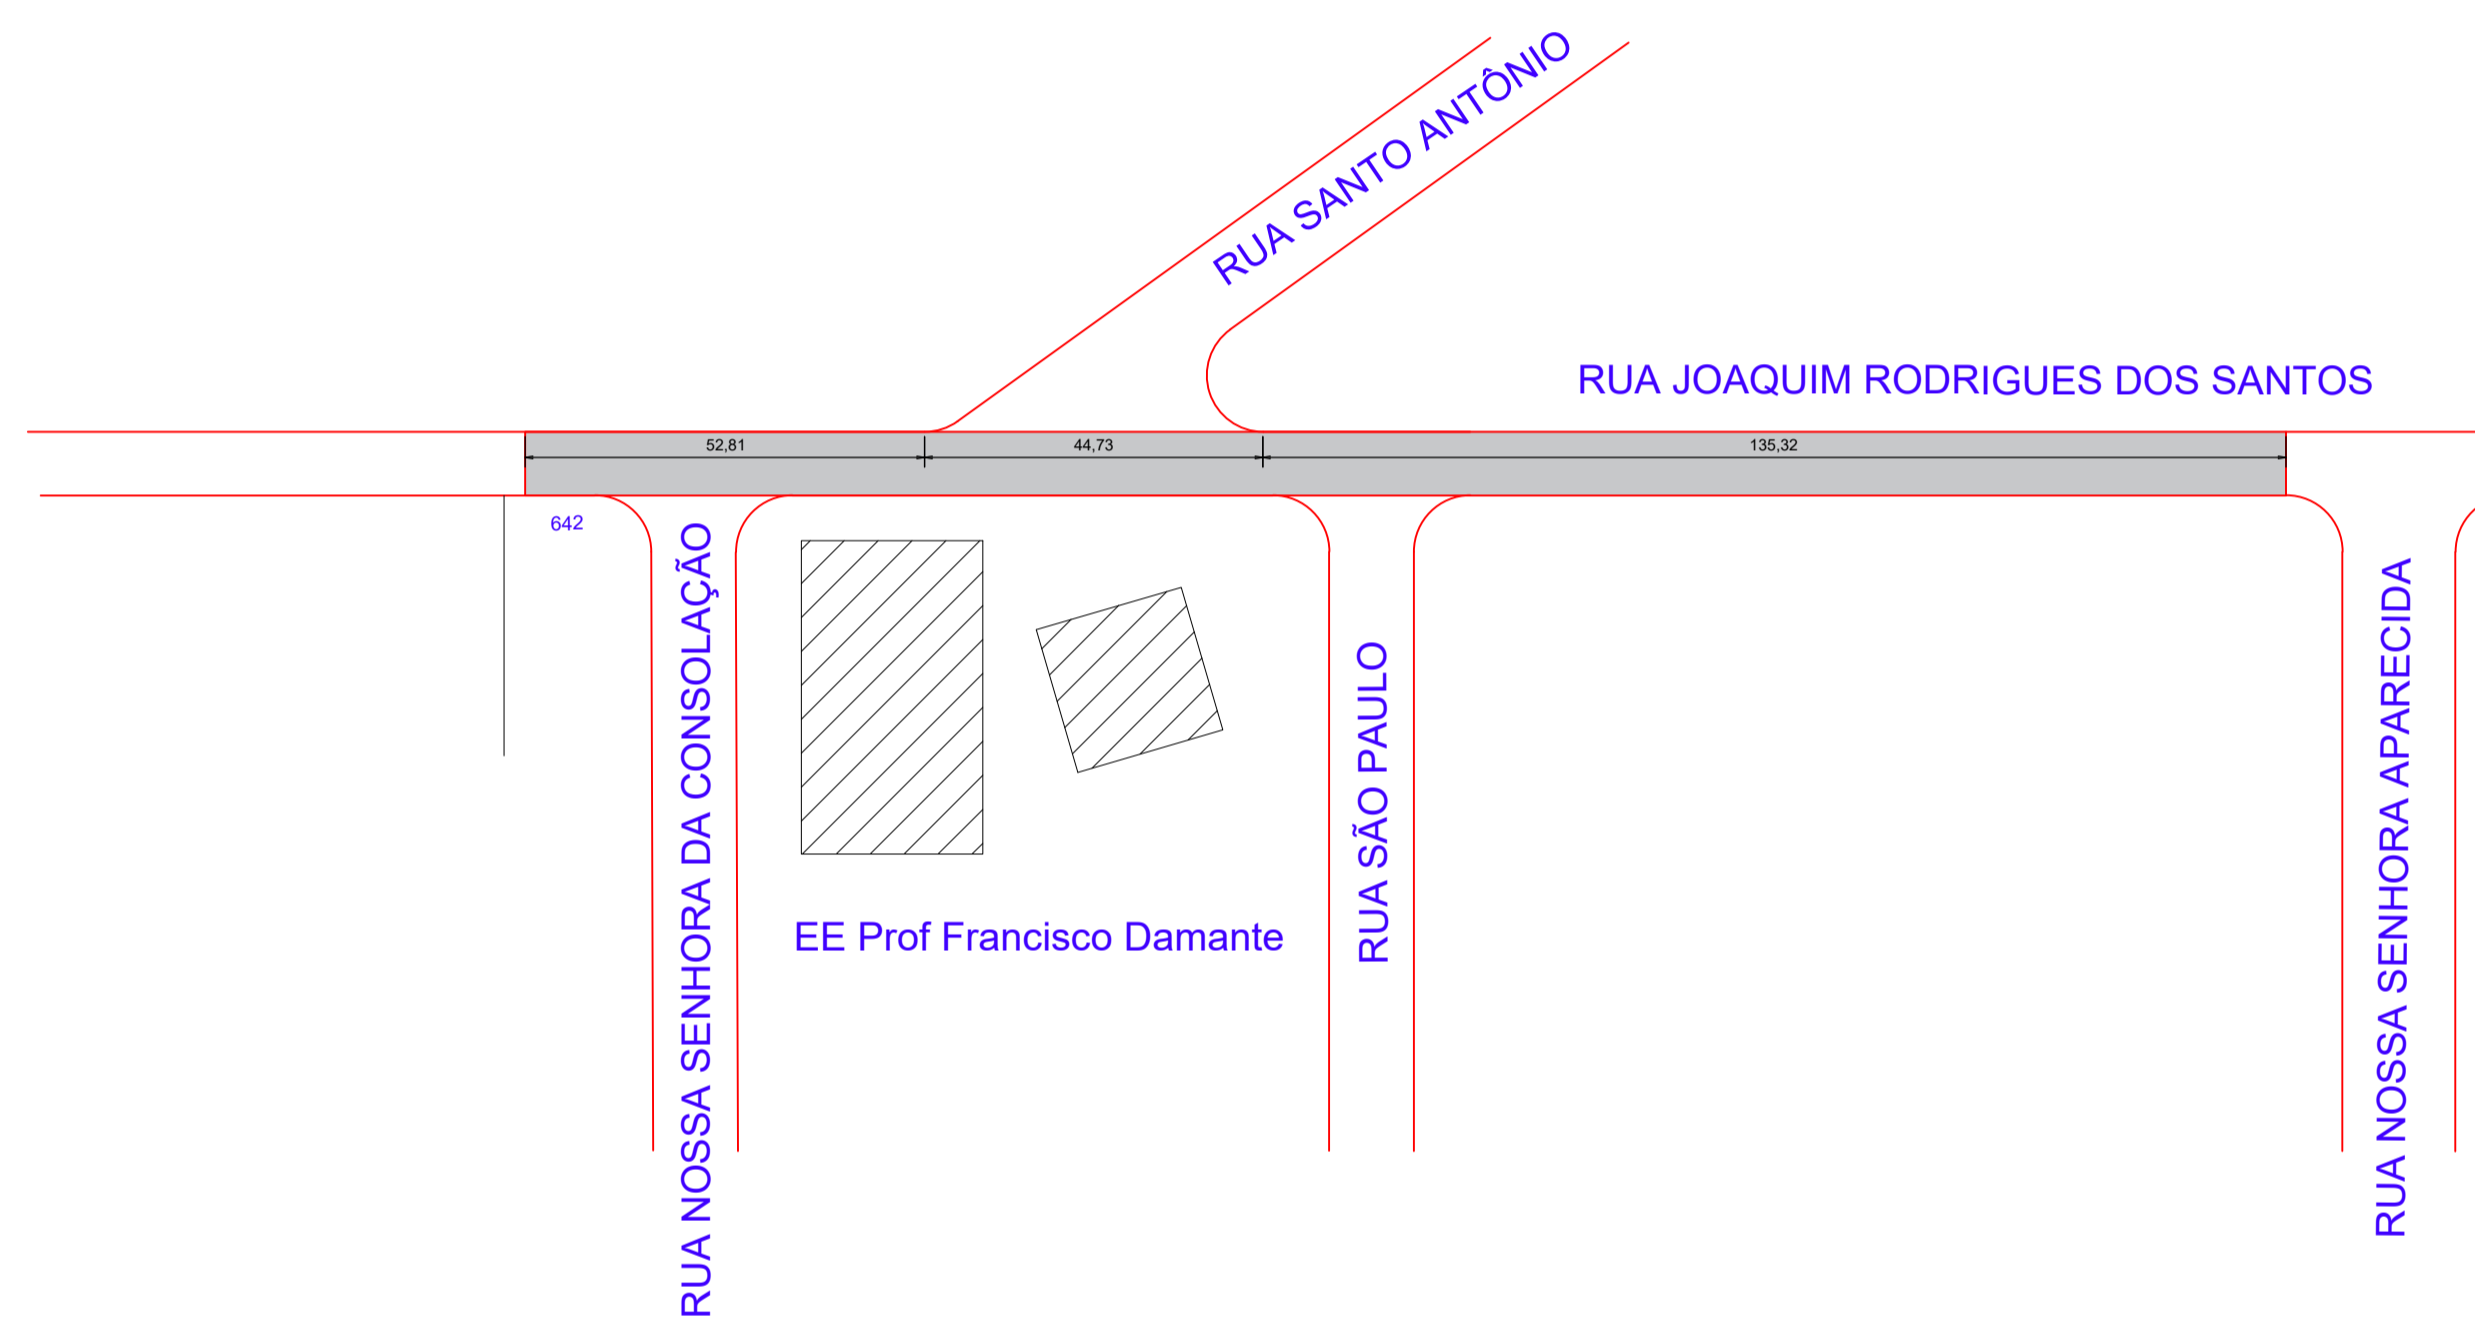 RUA SANTO ANTÔNIO
RUA JOAQUIM RODRIGUES DOS SANTOS
52,81
44,73
135,32
642
RUA NOSSA SENHORA DA CONSOLAÇÃO
EE Prof Francisco Damante
RUA SÃO PAULO
RUA NOSSA SENHORA APARECIDA